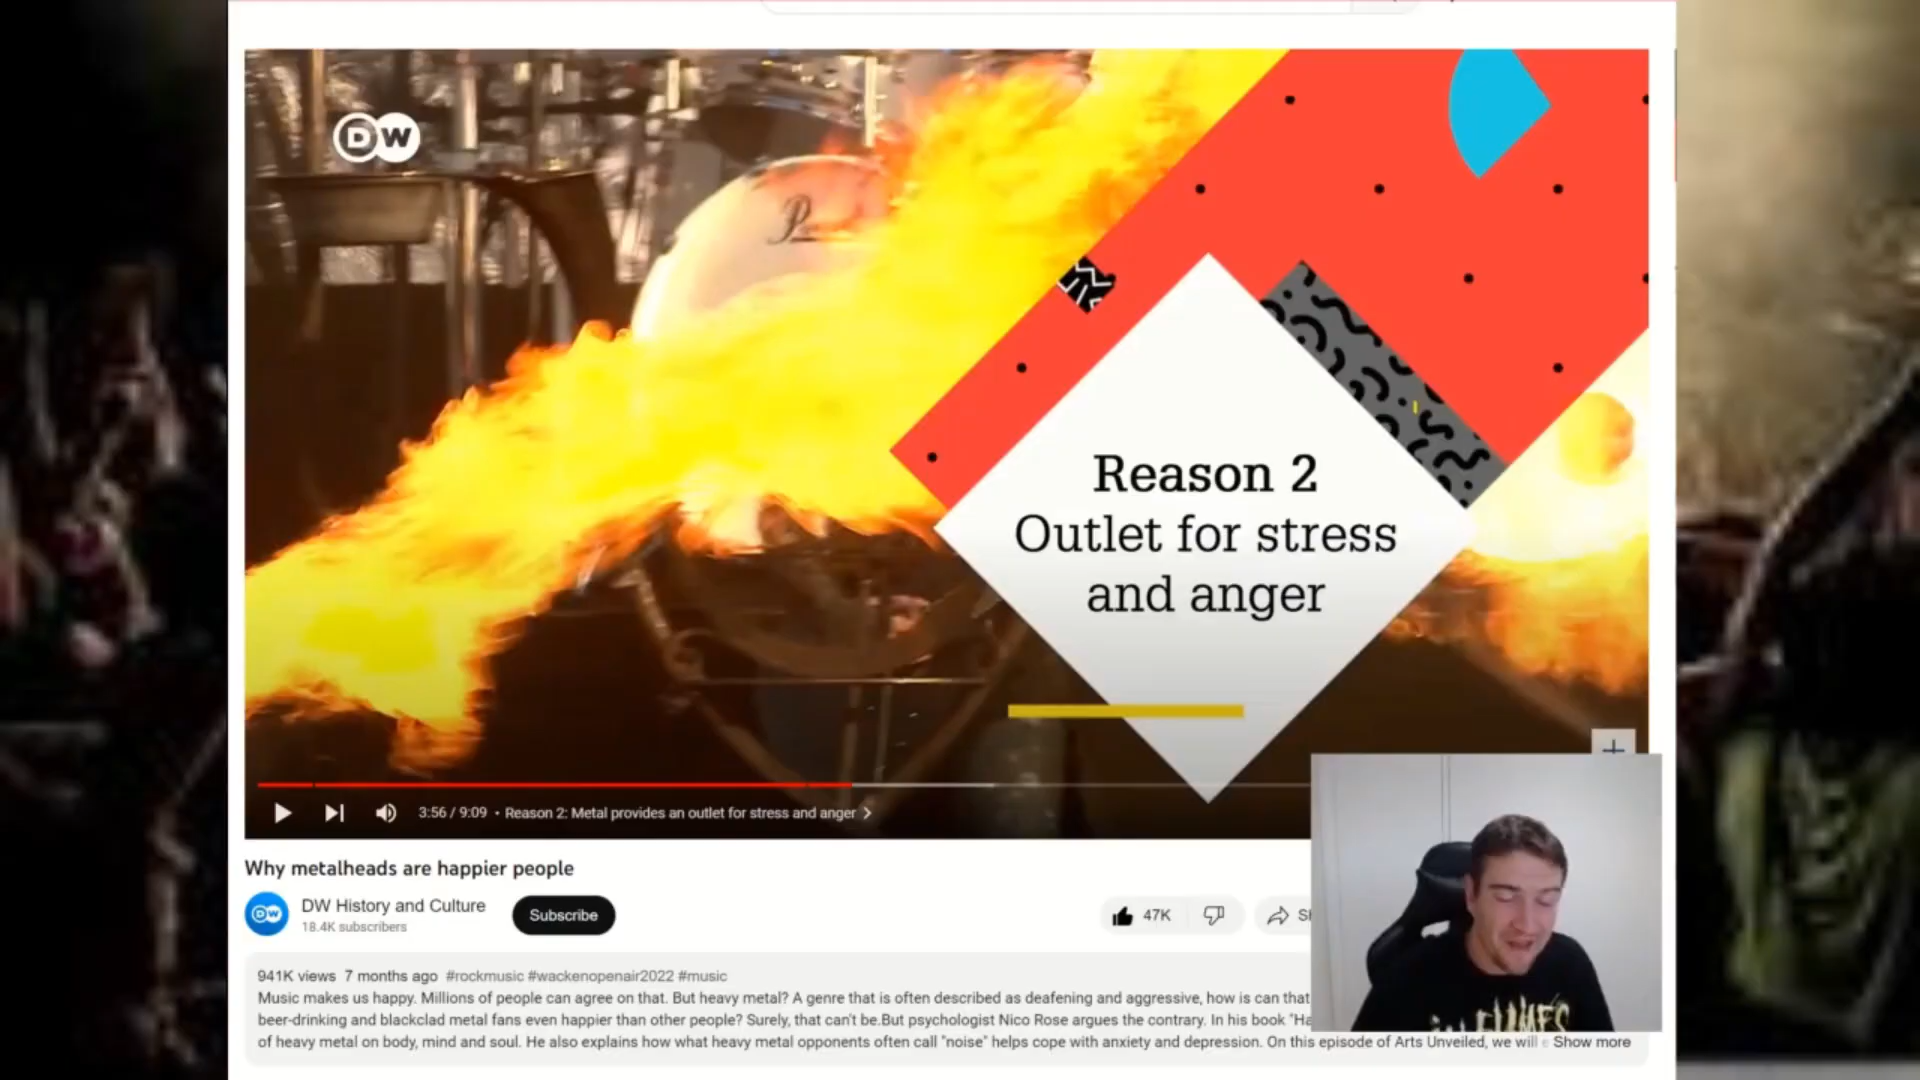 DW
P
Reason 2
Outlet for stress
and anger
3:56 / 9:09 • Reason 2: Metal provides an outlet for stress and anger
Why metalheads are happier people
DW
DW History and Culture
18.4K subscribers
Subscribe
47K
941K views 7 months ago #rockmusic #wackenopenair2022 #music
Music makes us happy. Millions of people can agree on that. But heavy metal? A genre that is often described as deafening and aggressive, how is can that
beer-drinking and blackclad metal fans even happier than other people? Surely, that can't be.But psychologist Nico Rose argues the contrary. In his book "Ha
of heavy metal on body, mind and soul. He also explains how what heavy metal opponents often call "noise" helps cope with anxiety and depression. On this episode of Arts Unveiled, we will Show more
IN FLAMES